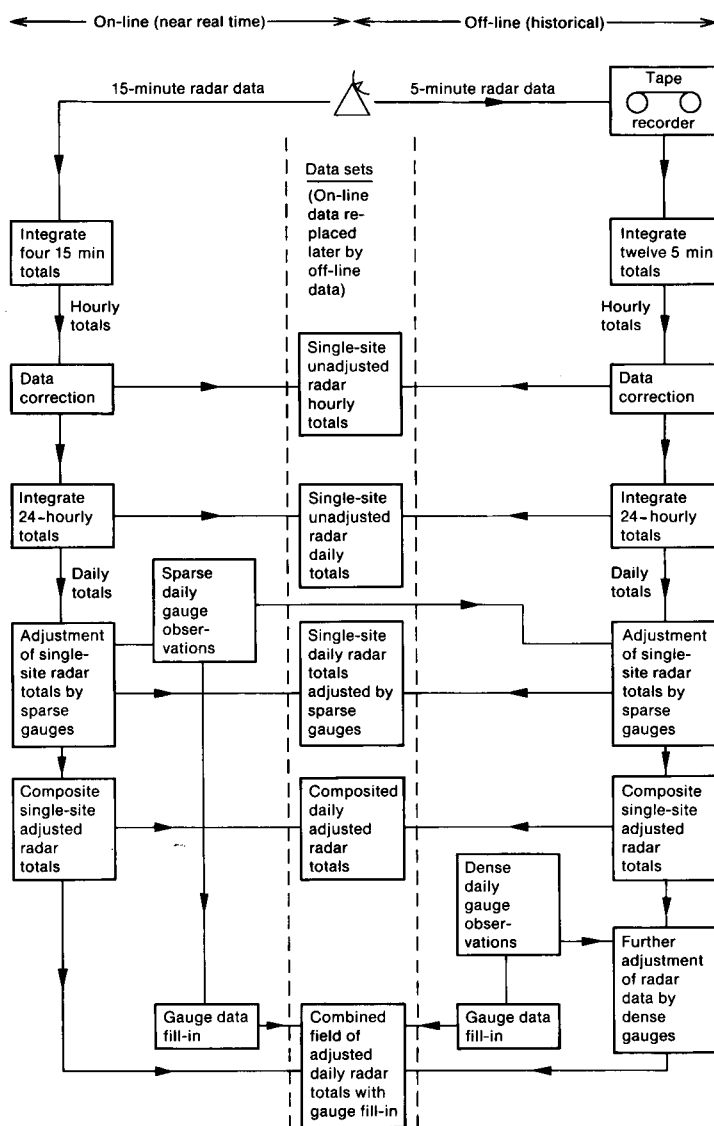 On-line (near real time)
Off-line (historical)
15-minute radar data
5-minute radar data
Tape
recorder
Data sets
(On-line
data re-
placed
later by
off-line
data)
Integrate
four 15 min
totals
Integrate
twelve 5 min
totals
Hourly
totals
Hourly
totals
Data
correction
Single-site
unadjusted
radar
hourly
totals
Data
correction
Integrate
24-hourly
totals
Single-site
unadjusted
radar
daily
totals
Integrate
24-hourly
totals
Daily
totals
Sparse
daily
gauge
obser-
vations
Daily
totals
Adjustment
of single-
site radar
totals by
sparse
gauges
Single-site
daily radar
totals
adjusted by
sparse
gauges
Adjustment
of single-
site radar
totals by
sparse
gauges
Composite
single-site
adjusted
radar
totals
Composited
daily
adjusted
radar
totals
Composite
single-site
adjusted
radar
totals
Dense
daily
gauge
obser-
vations
Further
adjustment
of radar
data by
dense
gauges
Gauge data
fill-in
Combined
field of
adjusted
daily radar
totals with
gauge fill-in
Gauge data
fill-in